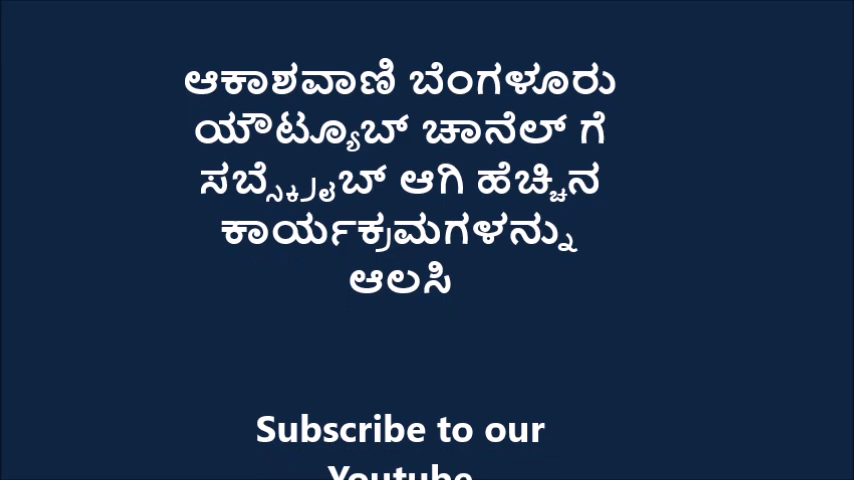 ಆಕಾಶವಾಣಿ ಬೆಂಗಳೂರು
ಯೌಟ್ಯೂಬ್ ಚಾನೆಲ್ ಗೆ
ಸಬ್ಸ್ಕ್ರೈಬ್ ಆಗಿ ಹೆಚ್ಚಿನ
ಕಾರ್ಯಕ್ರಮಗಳನ್ನು
ಆಲಸಿ
Subscribe to our
Youtube